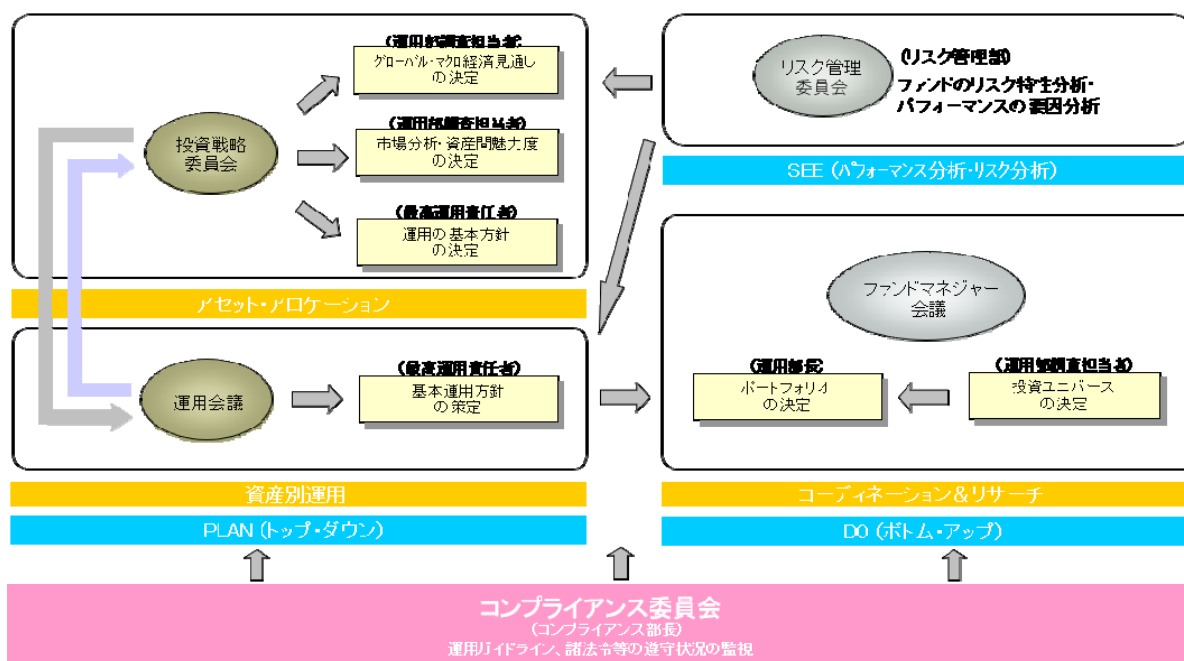 (運用部調査担当者)
グローバル・マクロ経済見通し
の決定
投資戦略
委員会
(運用部調査担当者)
市場分析・資産間魅力度
の決定
(最高運用責任者)
運用の基本方針
の決定
アセット・アロケーション
運用会議
(最高運用責任者)
基本運用方針
の策定
資産別運用
PLAN (トップ・ダウン)
リスク管理
委員会
(リスク管理部)
ファンドのリスク特性分析・
パフォーマンスの要因分析
SEE (パフォーマンス分析・リスク分析)
ファンドマネジャー
会議
(運用部長)
ポートフォリオ
の決定
(運用部調査担当者)
投資ユニバース
の決定
コーディネーション&リサーチ
DO (ボトム・アップ)
コンプライアンス委員会
(コンプライアンス部長)
運用ガイドライン、諸法令等の遵守状況の監視